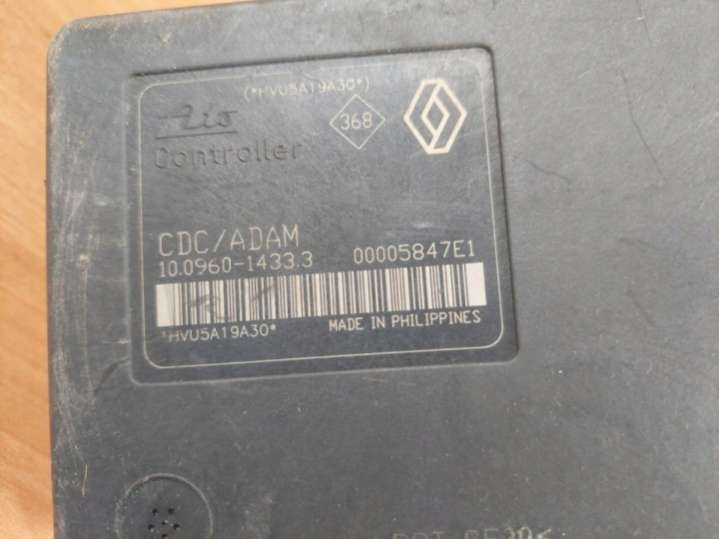 (*HVU5A19A30*)
368
Controller
CDC/ADAM
10.0960-1433.3 00005847E1
*HVU5A19A30*
MADE IN PHILIPPINES